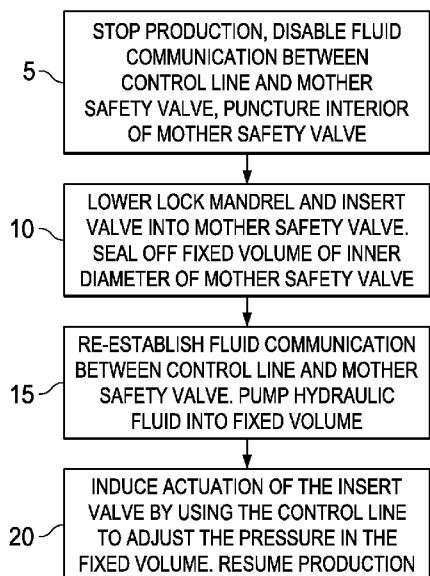 STOP PRODUCTION, DISABLE FLUID
COMMUNICATION BETWEEN
CONTROL LINE AND MOTHER
SAFETY VALVE, PUNCTURE INTERIOR
OF MOTHER SAFETY VALVE
5
LOWER LOCK MANDREL AND INSERT
VALVE INTO MOTHER SAFETY VALVE.
SEAL OFF FIXED VOLUME OF INNER
DIAMETER OF MOTHER SAFETY VALVE
10
RE-ESTABLISH FLUID COMMUNICATION
BETWEEN CONTROL LINE AND MOTHER
SAFETY VALVE. PUMP HYDRAULIC
FLUID INTO FIXED VOLUME
15
INDUCE ACTUATION OF THE INSERT
VALVE BY USING THE CONTROL LINE
TO ADJUST THE PRESSURE IN THE
FIXED VOLUME. RESUME PRODUCTION
20